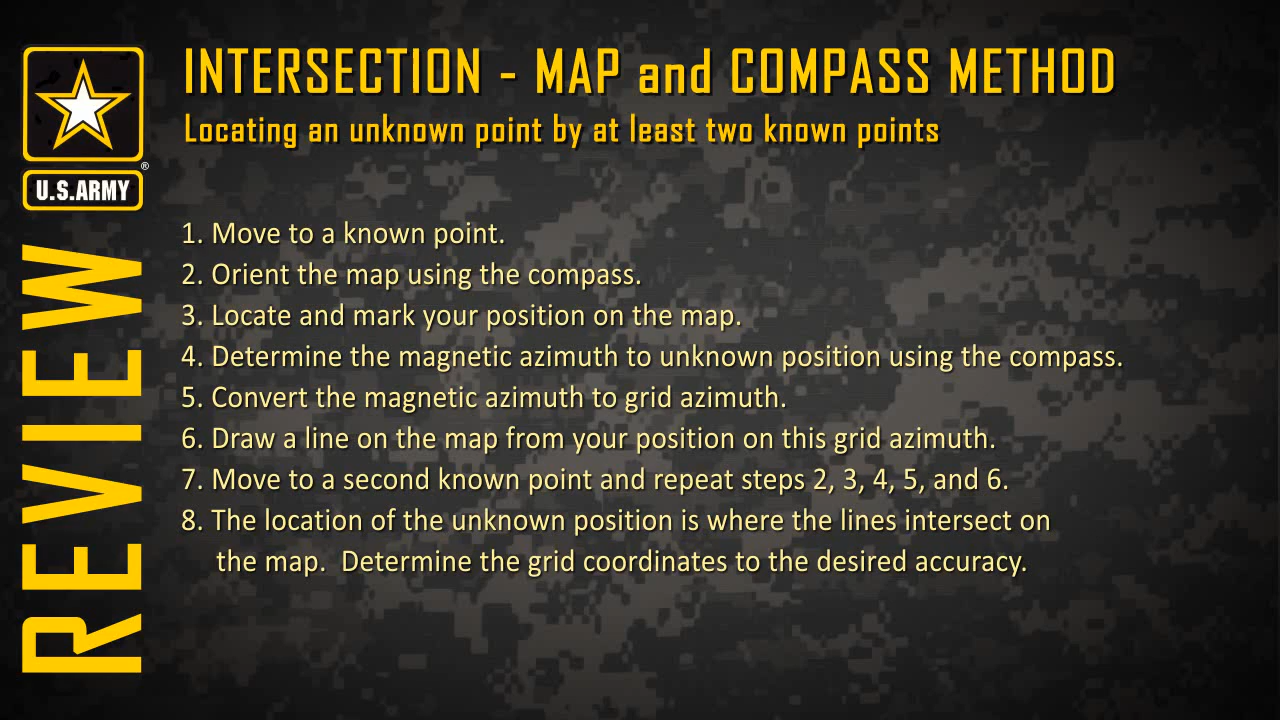 INTERSECTION - MAP and COMPASS METHOD
Locating an unknown point by at least two known points
®
U.S.ARMY
REVIEW
1. Move to a known point.
2. Orient the map using the compass.
3. Locate and mark your position on the map.
4. Determine the magnetic azimuth to unknown position using the compass.
5. Convert the magnetic azimuth to grid azimuth.
6. Draw a line on the map from your position on this grid azimuth.
7. Move to a second known point and repeat steps 2, 3, 4, 5, and 6.
8. The location of the unknown position is where the lines intersect on
the map.  Determine the grid coordinates to the desired accuracy.